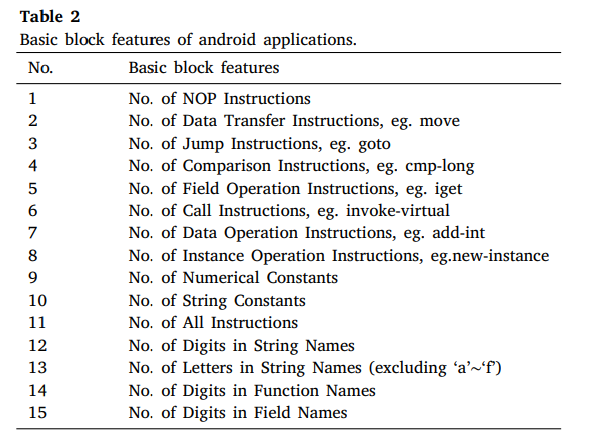 Table 2
Basic block features of android applications.
No. Basic block features
1 No. of NOP Instructions
2 No. of Data Transfer Instructions, eg. move
3 No. of Jump Instructions, eg. goto
4 No. of Comparison Instructions, eg. cmp-long
5 No. of Field Operation Instructions, eg. iget
6 No. of Call Instructions, eg. invoke-virtual
7 No. of Data Operation Instructions, eg. add-int
8 No. of Instance Operation Instructions, eg.new-instance
9 No. of Numerical Constants
10 No. of String Constants
11 No. of All Instructions
12 No. of Digits in String Names
13 No. of Letters in String Names (excluding ‘a’~‘f’)
14 No. of Digits in Function Names
15 No. of Digits in Field Names